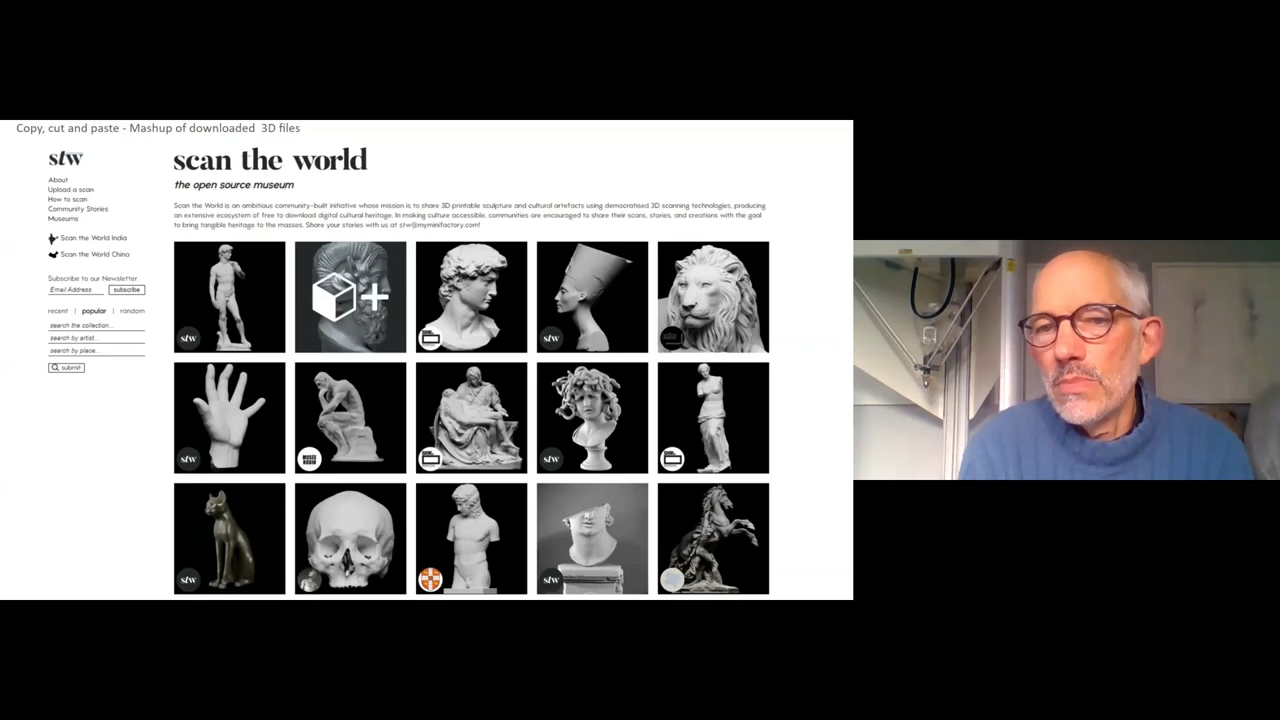 Copy, cut and paste - Mashup of downloaded 3D files
stw
About
Upload a scan
How to scan
Community Stories
Museums
Scan the World India
Scan the World China
Subscribe to our Newsletter
Email Address subscribe
recent | popular | random
search the collection...
search by artist...
search by place...
submit
scan the world
the open source museum
Scan the World is an ambitious community-built initiative whose mission is to share 3D printable sculpture and cultural artefacts using democratised 3D scanning technologies, producing
an extensive ecosystem of free to download digital cultural heritage. In making culture accessible, communities are encouraged to share their scans, stories, and creations with the goal
to bring tangible heritage to the masses. Share your stories with us at stw@myminifactory.com!
stw
stw
stw
MUSÉE
RODIN
stw
stw
stw